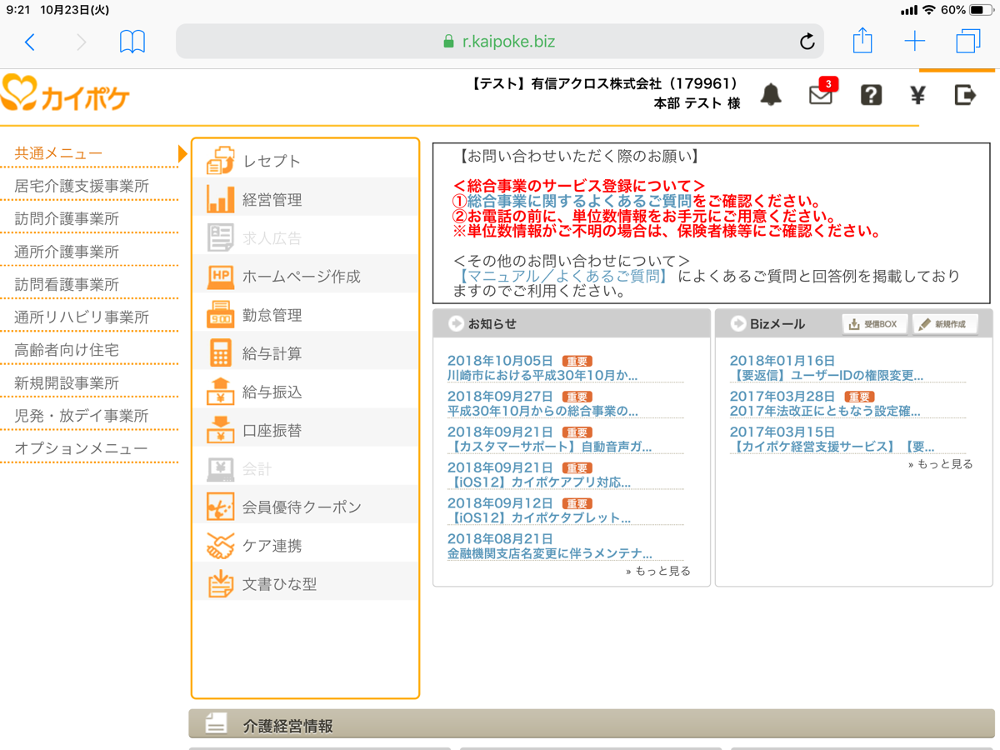 9:21 10月23日(火)
60%
r.kaipoke.biz
カイポケ
【テスト】有信アクロス株式会社（179961）
本部 テスト 様
3
?
¥
共通メニュー
居宅介護支援事業所
訪問介護事業所
通所介護事業所
訪問看護事業所
通所リハビリ事業所
高齢者向け住宅
新規開設事業所
児発・放デイ事業所
オプションメニュー
レセプト
経営管理
求人広告
HP
ホームページ作成
9:00
勤怠管理
給与計算
¥
給与振込
¥
口座振替
¥
会計
会員優待クーポン
ケア連携
文書ひな型
【お問い合わせいただく際のお願い】
＜総合事業のサービス登録について＞
①総合事業に関するよくあるご質問をご確認ください。
②お電話の前に、単位数情報をお手元にご用意ください。
※単位数情報がご不明の場合は、保険者様等にご確認ください。
＜その他のお問い合わせについて＞
【マニュアル／よくあるご質問】によくあるご質問と回答例を掲載しており
ますのでご利用ください。
お知らせ
2018年10月05日 重要
川崎市における平成30年10月か...
2018年09月27日 重要
平成30年10月からの総合事業の...
2018年09月21日 重要
【カスタマーサポート】自動音声ガ...
2018年09月21日 重要
【iOS12】カイポケアプリ対応...
2018年09月12日 重要
【iOS12】カイポケタブレット...
2018年08月21日
金融機関支店名変更に伴うメンテナ...
» もっと見る
Bizメール
受信BOX
新規作成
2018年01月16日
【要返信】ユーザーIDの権限変更...
2017年03月28日 重要
2017年法改正にともなう設定確...
2017年03月15日
【カイポケ経営支援サービス】【要...
» もっと見る
介護経営情報